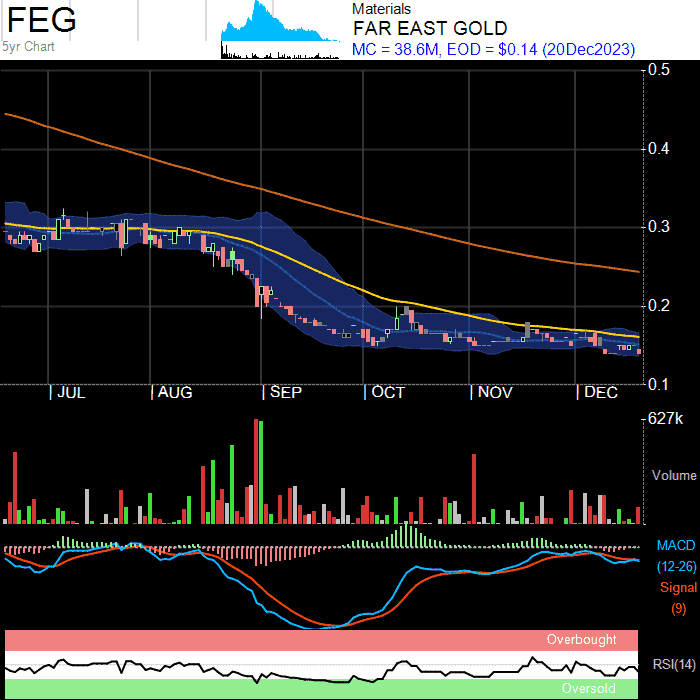 FEG
5yr Chart
Materials
FAR EAST GOLD
MC = 38.6M, EOD = $0.14 (20Dec2023)
0.5
0.4
0.3
0.2
0.1
JUL
AUG
SEP
OCT
NOV
DEC
627k
Volume
MACD
(12-26)
Signal
(9)
Overbought
RSI(14)
Oversold